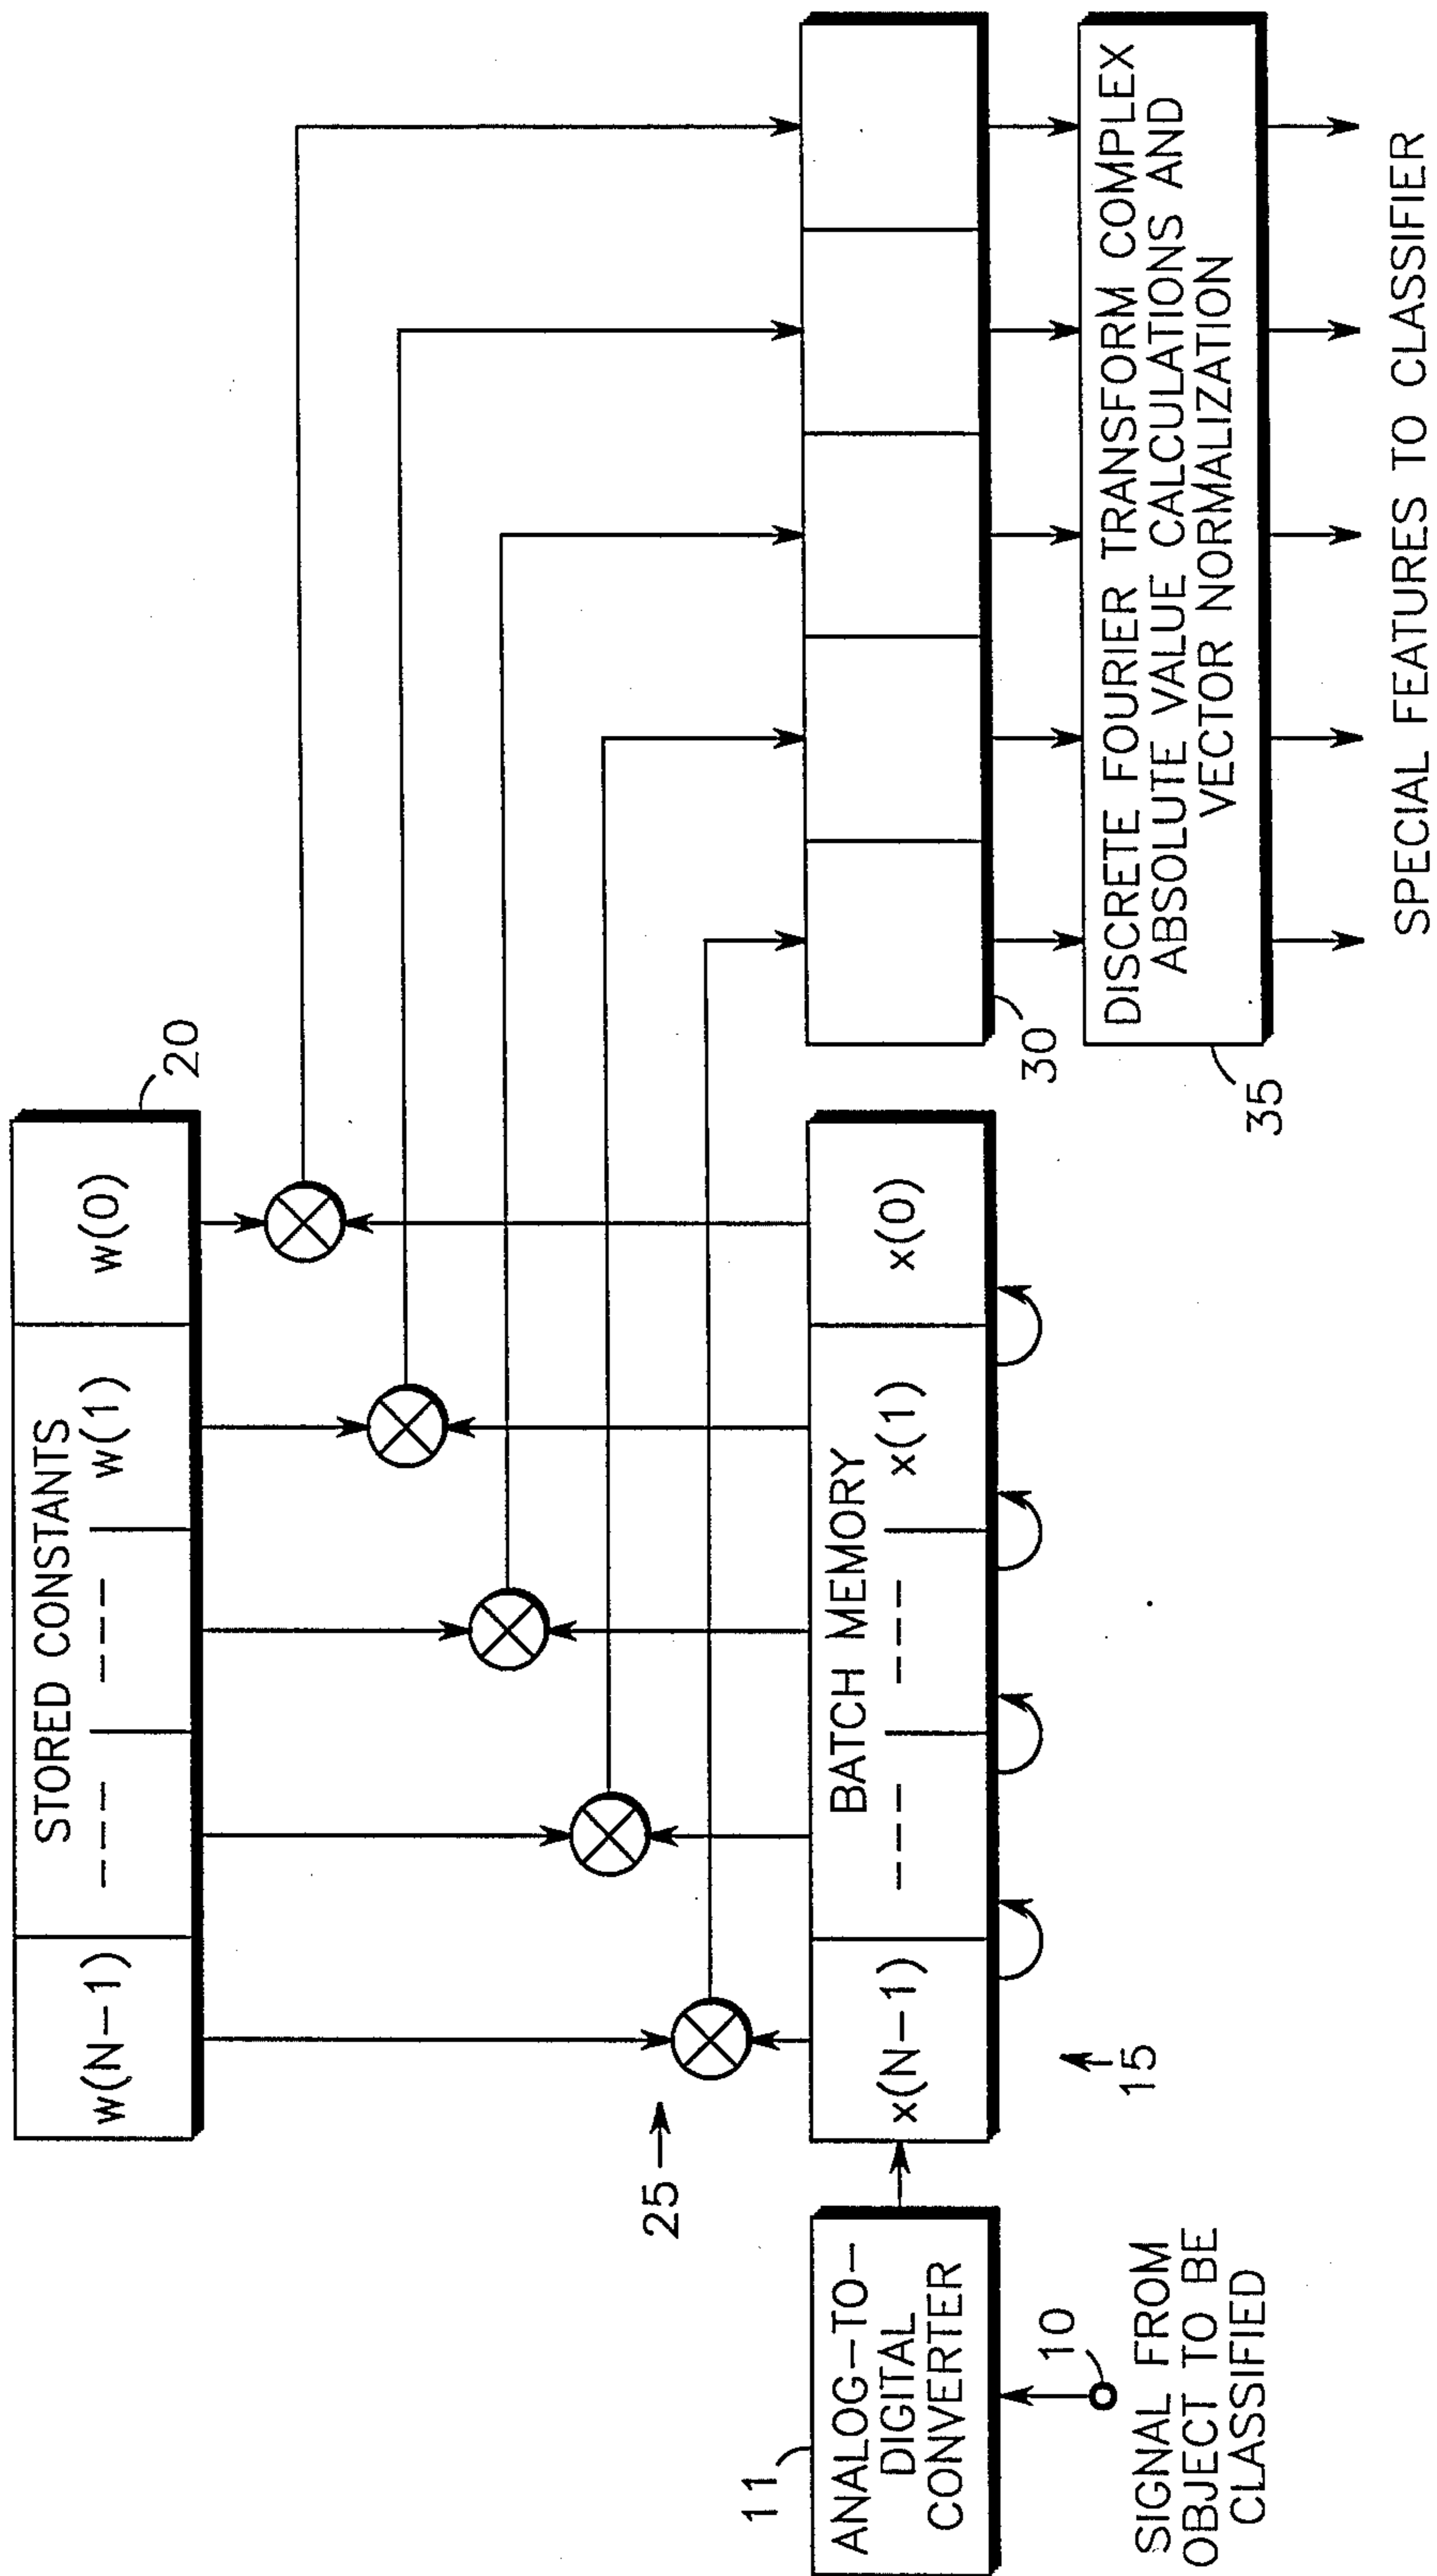 STORED CONSTANTS
w(N-1) --- --- w(1) w(0)
20
25
BATCH MEMORY
x(N-1) --- --- x(1) x(0)
15
11
ANALOG-TO-
DIGITAL
CONVERTER
10
SIGNAL FROM
OBJECT TO BE
CLASSIFIED
30
DISCRETE FOURIER TRANSFORM COMPLEX
ABSOLUTE VALUE CALCULATIONS AND
VECTOR NORMALIZATION
35
SPECIAL FEATURES TO CLASSIFIER